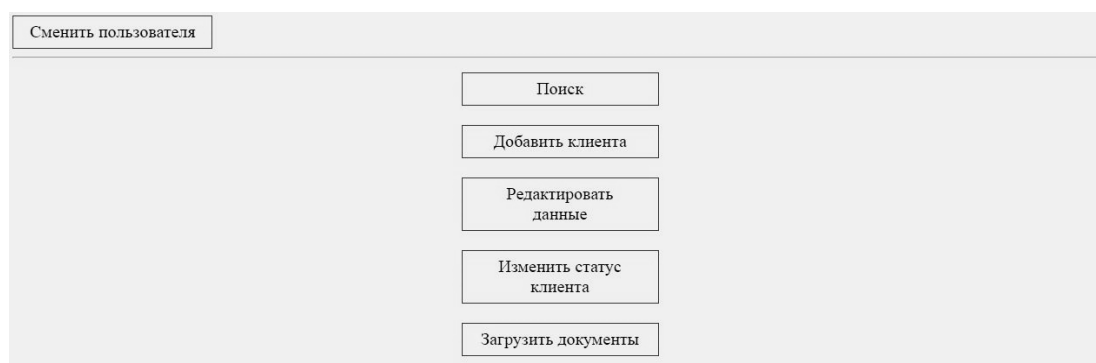 Сменить пользователя
Поиск
Добавить клиента
Редактировать
данные
Изменить статус
клиента
Загрузить документы